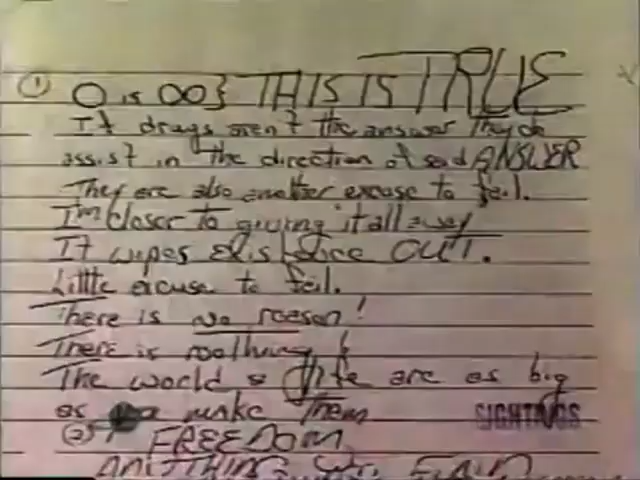 ① O is ∞} THIS IS TRUE
If drugs aren't the answer They do
assist in the direction of said ANSWER
They are also another excuse to fail.
I'm closer to giving it all away
It wipes existence OUT.
Little excuse to fail.
There is no reason!
There is nothing
The world & life are as big
as make Them
② FREEDOM
ANYTHING
SIGHTINGS